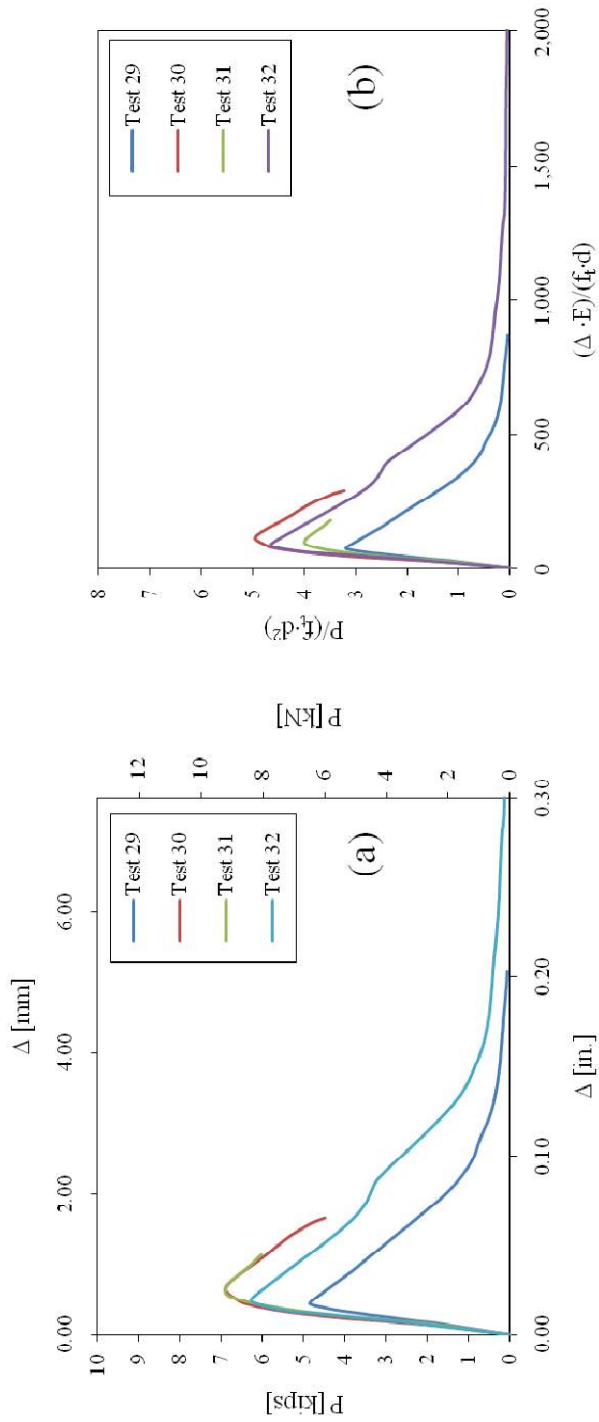 Δ [mm]
0.00 2.00 4.00 6.00
10
9
8
7
6
5
4
3
2
1
0
P [kips]
12
10
8
6
4
2
0
P [kN]
Test 29
Test 30
Test 31
Test 32
(a)
0.00 0.10 0.20 0.30
Δ [in.]
8
7
6
5
4
3
2
1
0
P/(fₜ·d²)
Test 29
Test 30
Test 31
Test 32
(b)
0 500 1,000 1,500 2,000
(Δ·E)/(fₜ·d)